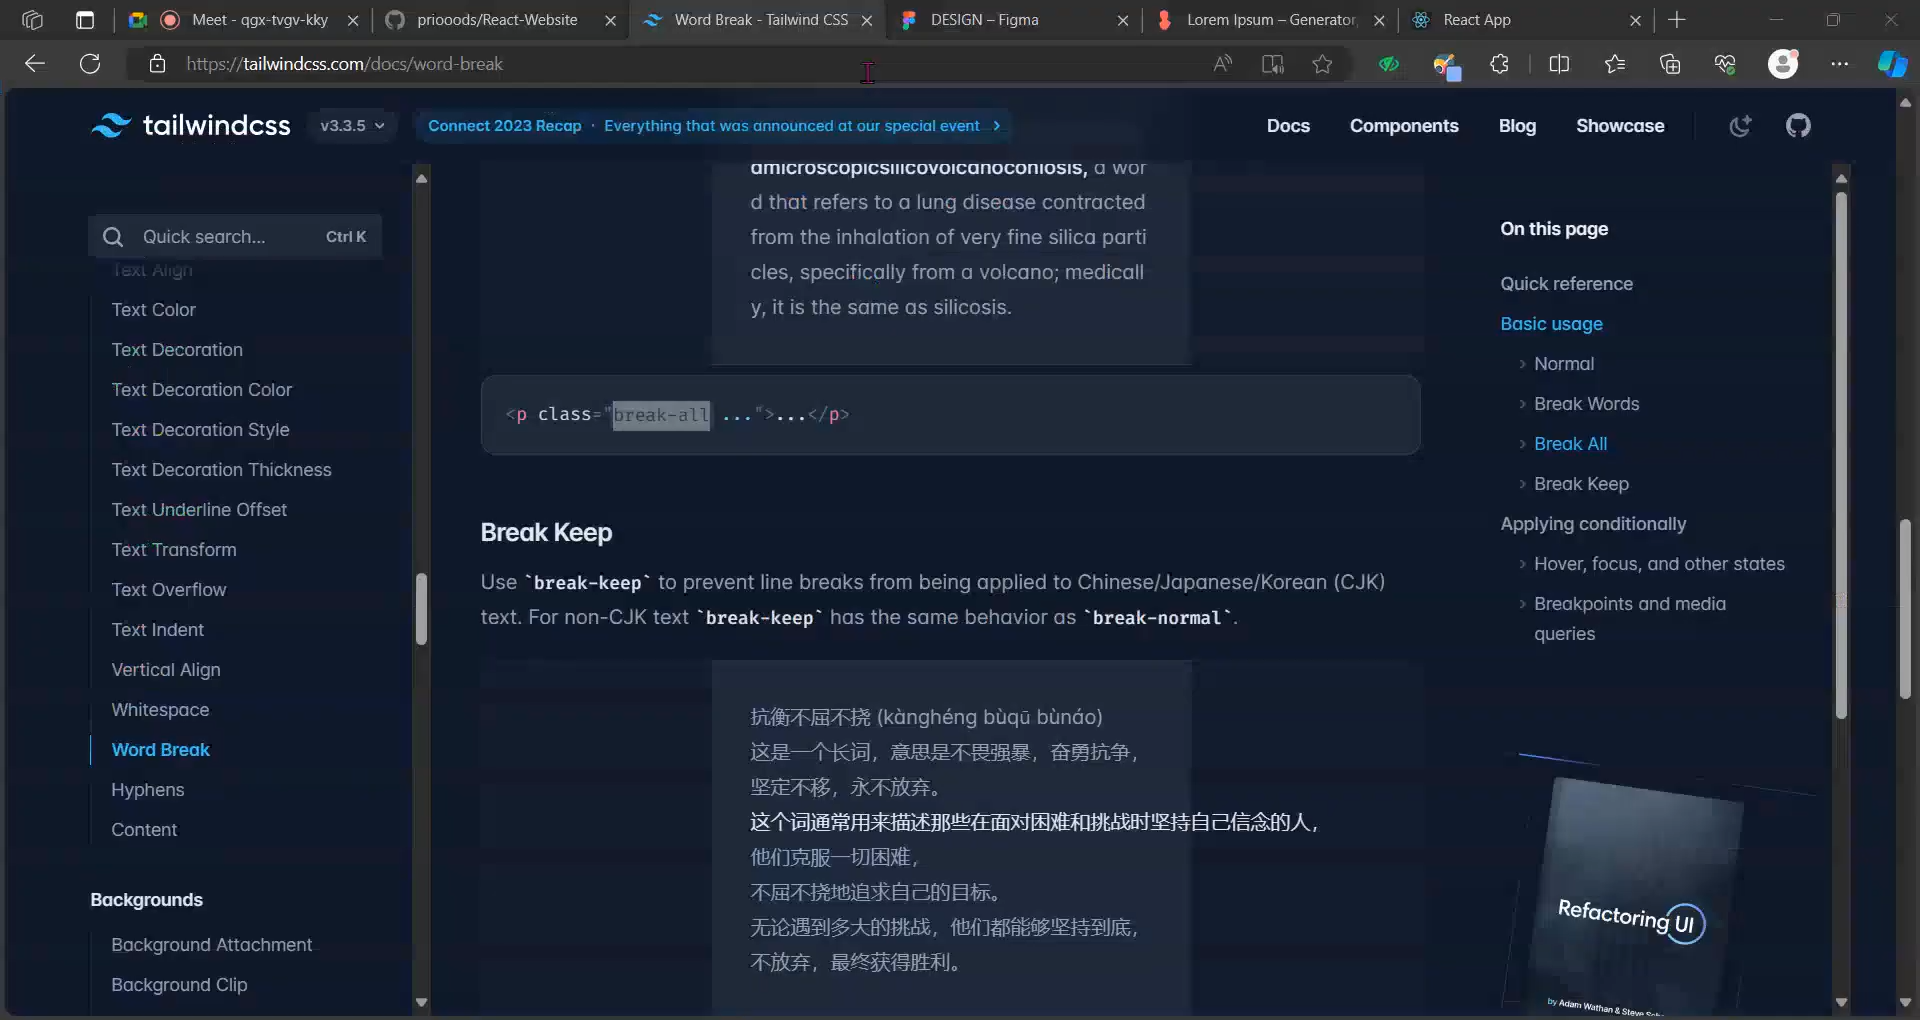 Meet - qgx-tvgv-kky
priooods/React-Website
Word Break - Tailwind CSS
DESIGN – Figma
Lorem Ipsum – Generator,
React App
https://tailwindcss.com/docs/word-break
tailwindcss
v3.3.5
Connect 2023 Recap · Everything that was announced at our special event
Docs
Components
Blog
Showcase
Quick search...
Ctrl K
Text Align
Text Color
Text Decoration
Text Decoration Color
Text Decoration Style
Text Decoration Thickness
Text Underline Offset
Text Transform
Text Overflow
Text Indent
Vertical Align
Whitespace
Word Break
Hyphens
Content
Backgrounds
Background Attachment
Background Clip
amicroscopicsilicovolcanoconiosis, a wor
d that refers to a lung disease contracted
from the inhalation of very fine silica parti
cles, specifically from a volcano; medicall
y, it is the same as silicosis.
<p class="break-all ...">...</p>
Break Keep
Use `break-keep` to prevent line breaks from being applied to Chinese/Japanese/Korean (CJK)
text. For non-CJK text `break-keep` has the same behavior as `break-normal`.
抗衡不屈不挠 (kànghéng bùqū bùnáo)
这是一个长词，意思是不畏强暴，奋勇抗争，
坚定不移，永不放弃。
这个词通常用来描述那些在面对困难和挑战时坚持自己信念的人，
他们克服一切困难，
不屈不挠地追求自己的目标。
无论遇到多大的挑战，他们都能够坚持到底，
不放弃，最终获得胜利。
On this page
Quick reference
Basic usage
Normal
Break Words
Break All
Break Keep
Applying conditionally
Hover, focus, and other states
Breakpoints and media
queries
Refactoring UI
by Adam Wathan & Steve